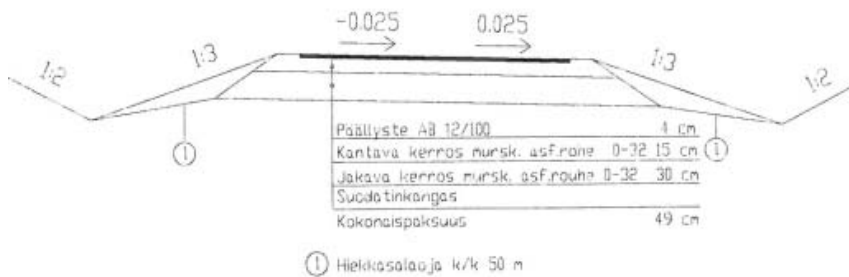 -0.025 0.025
1:2 1:3 1:3 1:2
Päällyste AB 12/100 4 cm
Kantava kerros mursk. asf.rohe 0-32 15 cm
1 1
Jakava kerros mursk. asf.rouhe 0-32 30 cm
Suodatinkangas
Kokonaispaksuus 49 cm
1 Hiekkasalaoja k/k 50 m